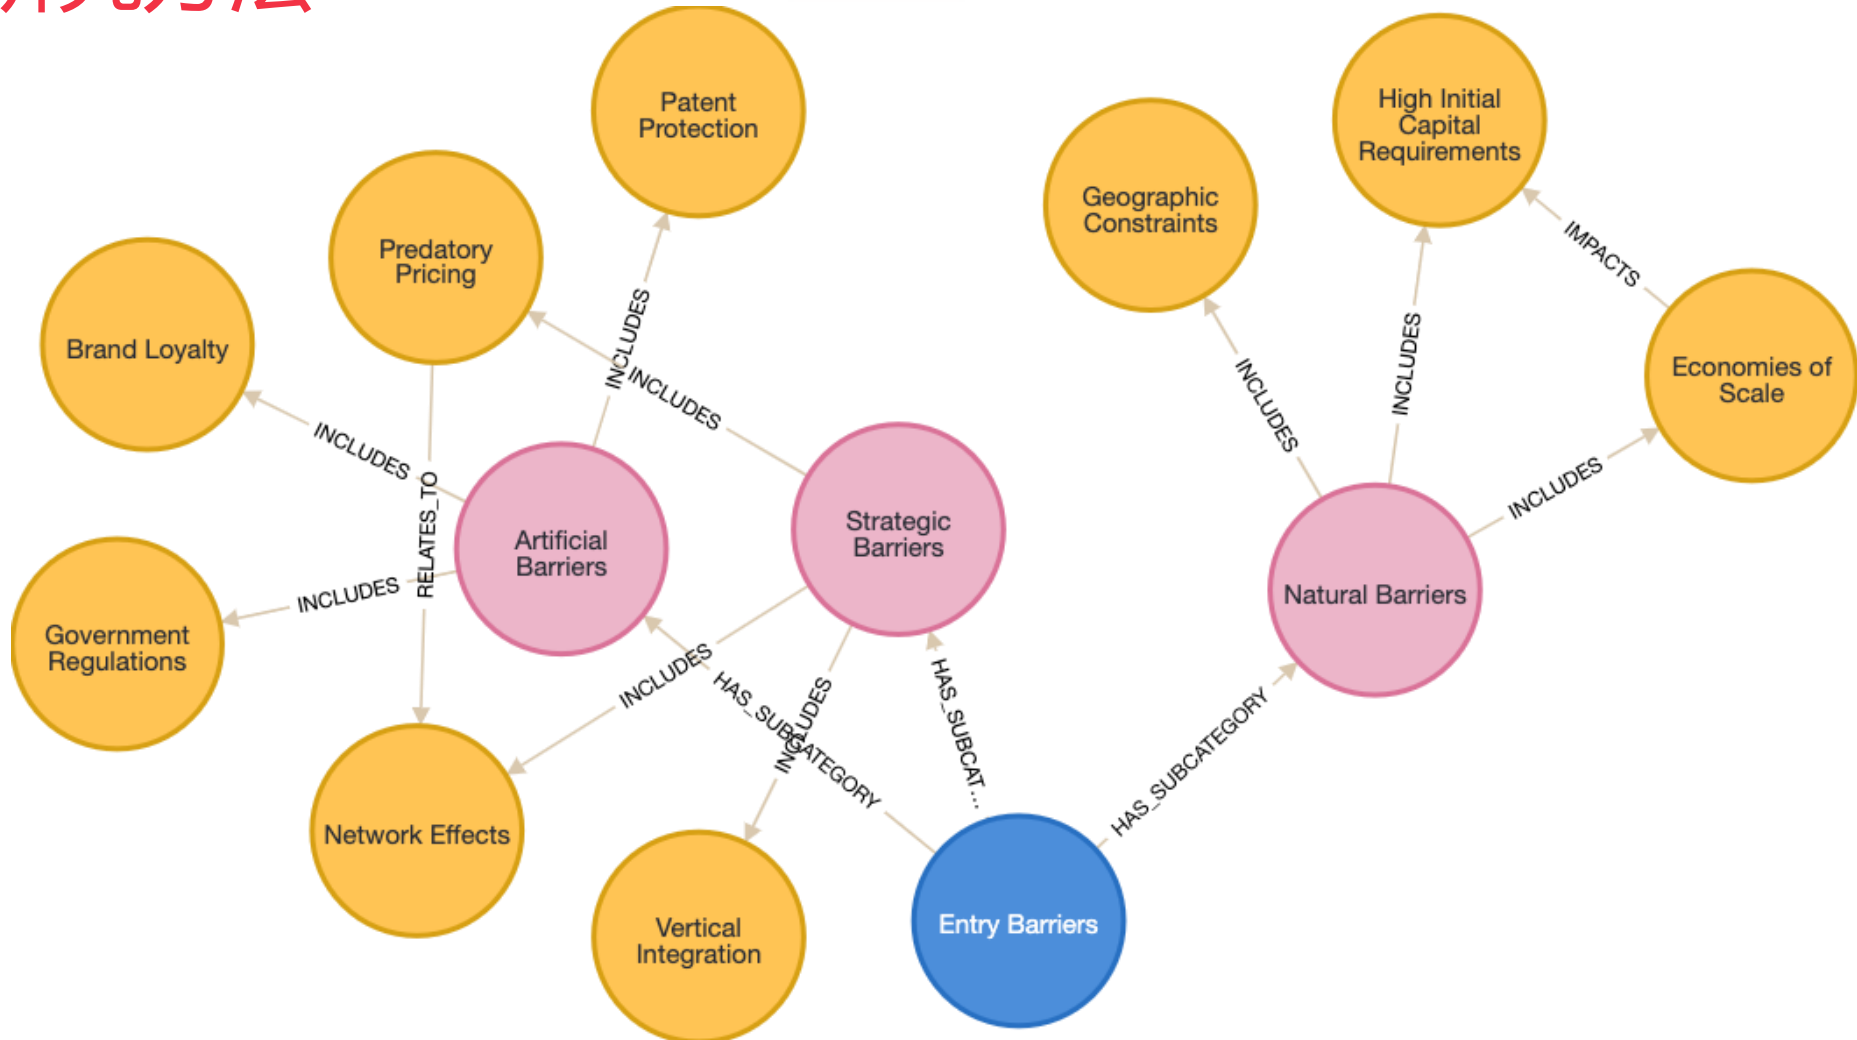 方法
Patent
Protection
High Initial
Capital
Requirements
Geographic
Constraints
Predatory
Pricing
IMPACTS
Brand Loyalty
INCLUDES
INCLUDES
INCLUDES
INCLUDES
Economies of
Scale
INCLUDES
INCLUDES
RELATES_TO
Artificial
Barriers
Strategic
Barriers
Natural Barriers
INCLUDES
Government
Regulations
INCLUDES
HAS_SUBCATEGORY
INCLUDES
HAS_SUBCAT...
HAS_SUBCATEGORY
Network Effects
Vertical
Integration
Entry Barriers